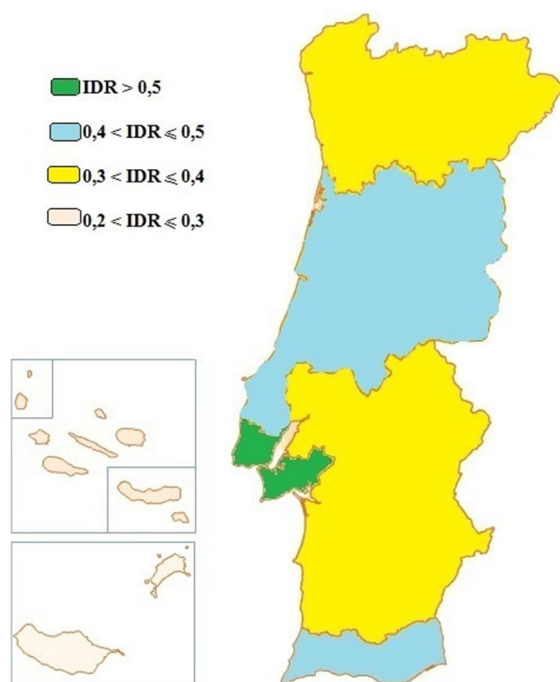 IDR > 0,5
0,4 < IDR ⩽ 0,5
0,3 < IDR ⩽ 0,4
0,2 < IDR ⩽ 0,3